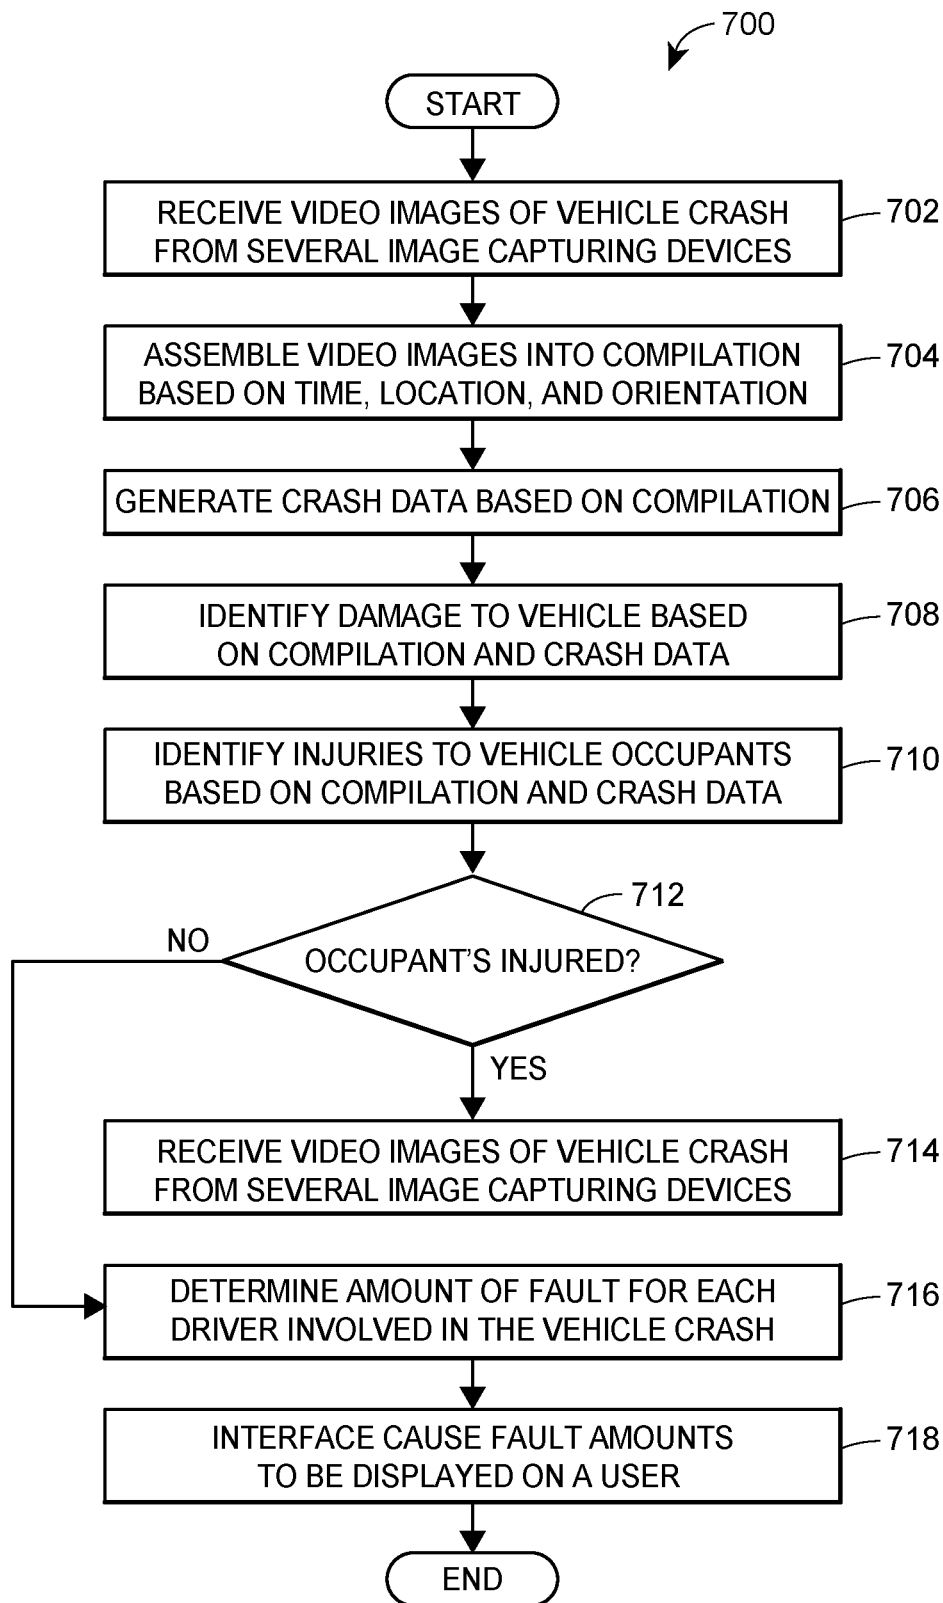 700
START
RECEIVE VIDEO IMAGES OF VEHICLE CRASH
FROM SEVERAL IMAGE CAPTURING DEVICES
702
ASSEMBLE VIDEO IMAGES INTO COMPILATION
BASED ON TIME, LOCATION, AND ORIENTATION
704
GENERATE CRASH DATA BASED ON COMPILATION
706
IDENTIFY DAMAGE TO VEHICLE BASED
ON COMPILATION AND CRASH DATA
708
IDENTIFY INJURIES TO VEHICLE OCCUPANTS
BASED ON COMPILATION AND CRASH DATA
710
712
NO
OCCUPANT'S INJURED?
YES
RECEIVE VIDEO IMAGES OF VEHICLE CRASH
FROM SEVERAL IMAGE CAPTURING DEVICES
714
DETERMINE AMOUNT OF FAULT FOR EACH
DRIVER INVOLVED IN THE VEHICLE CRASH
716
INTERFACE CAUSE FAULT AMOUNTS
TO BE DISPLAYED ON A USER
718
END